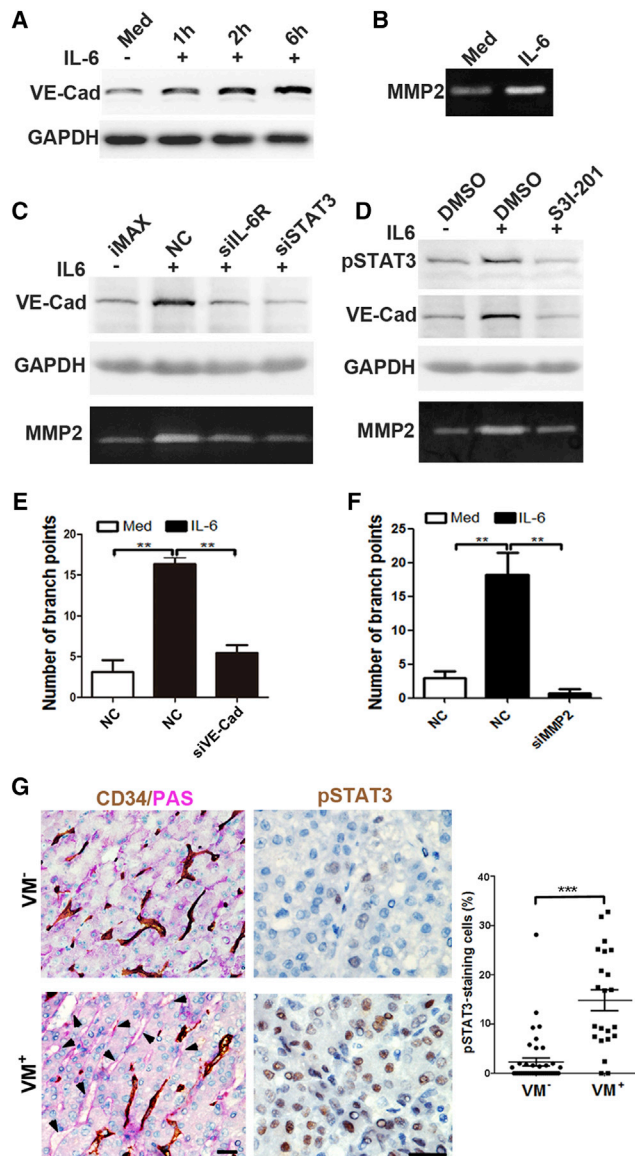 A
Med 1h 2h 6h
IL-6 - + + +
VE-Cad
GAPDH
B
Med IL-6
MMP2
C
iMAX NC siIL-6R siSTAT3
IL6 - + + +
VE-Cad
GAPDH
MMP2
D
DMSO DMSO S3I-201
IL6 - + +
pSTAT3
VE-Cad
GAPDH
MMP2
E
Med IL-6
Number of branch points
20
15
10
5
0
** **
NC NC siVE-Cad
F
Med IL-6
Number of branch points
25
20
15
10
5
0
** **
NC NC siMMP2
G
CD34/PAS pSTAT3
VM-
VM+
pSTAT3-staining cells (%)
40
30
20
10
0
***
VM- VM+